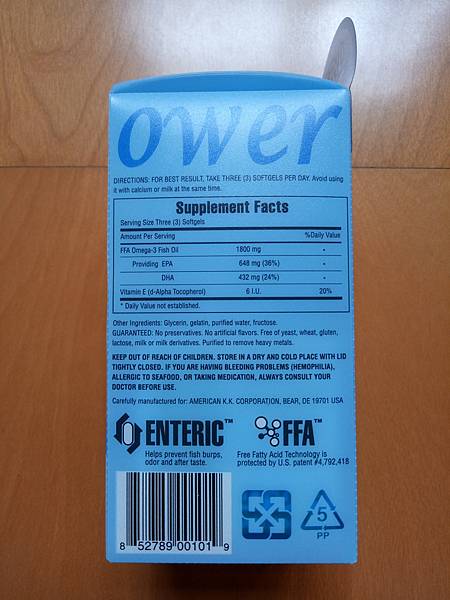 ower
DIRECTIONS: FOR BEST RESULT, TAKE THREE (3) SOFTGELS PER DAY. Avoid using
it with calcium or milk at the same time.
Supplement Facts
Serving Size Three (3) Softgels
Amount Per Serving %Daily Value
FFA Omega-3 Fish Oil 1800 mg -
Providing EPA 648 mg (36%) -
DHA 432 mg (24%) -
Vitamin E (d-Alpha Tocopherol) 6 I.U. 20%
* Daily Value not established.
Other Ingredients: Glycerin, gelatin, purified water, fructose.
GUARANTEED: No preservatives. No artificial flavors. Free of yeast, wheat, gluten,
lactose, milk or milk derivatives. Purified to remove heavy metals.
KEEP OUT OF REACH OF CHILDREN. STORE IN A DRY AND COLD PLACE WITH LID
TIGHTLY CLOSED. IF YOU ARE HAVING BLEEDING PROBLEMS (HEMOPHILIA),
ALLERGIC TO SEAFOOD, OR TAKING MEDICATION, ALWAYS CONSULT YOUR
DOCTOR BEFORE USE.
Carefully manufactured for: AMERICAN K.K. CORPORATION, BEAR, DE 19701 USA
ENTERIC™ FFA™
Helps prevent fish burps,
odor and after taste.
Free Fatty Acid Technology is
protected by U.S. patent #4,792,418
8 52789 00101 9
5
PP